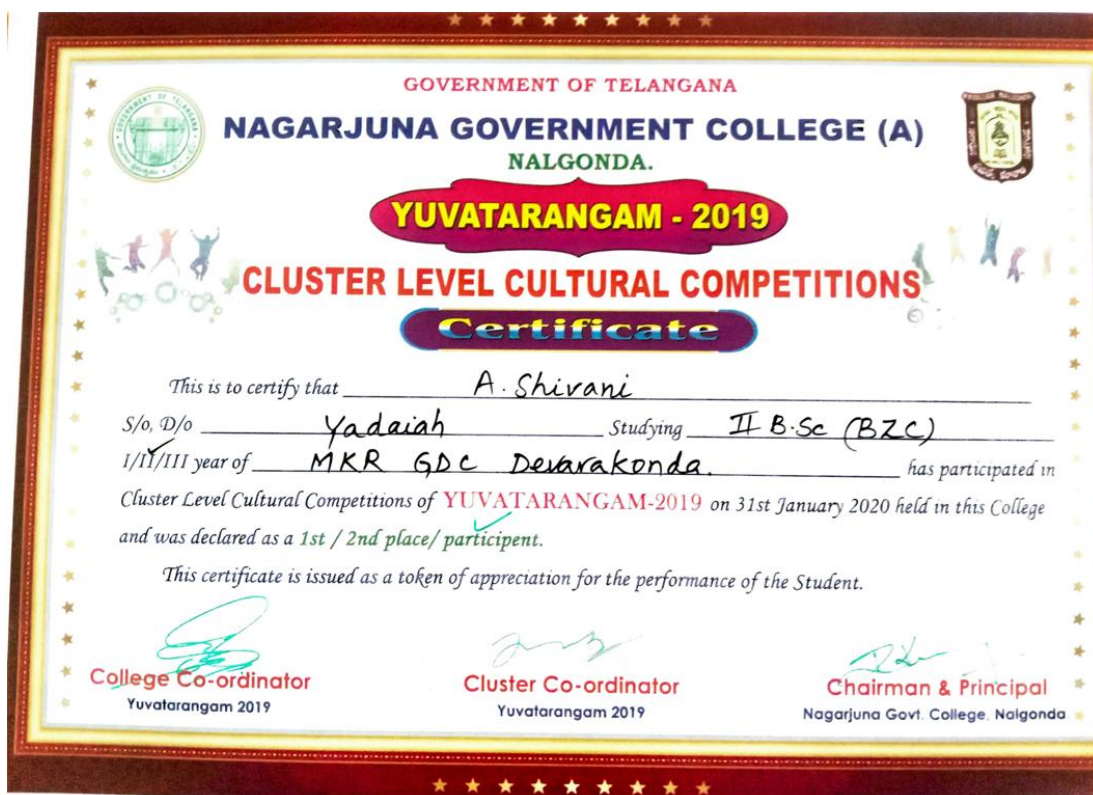 GOVERNMENT OF TELANGANA
NAGARJUNA GOVERNMENT COLLEGE (A)
NALGONDA.
YUVATARANGAM - 2019
CLUSTER LEVEL CULTURAL COMPETITIONS
Certificate
This is to certify that A. Shivani
S/o, D/o Yadaiah Studying II B.Sc (BZC)
I/II/III year of MKR GDC Devarakonda. has participated in
Cluster Level Cultural Competitions of YUVATARANGAM-2019 on 31st January 2020 held in this College
and was declared as a 1st / 2nd place/ participent.
This certificate is issued as a token of appreciation for the performance of the Student.
College Co-ordinator
Yuvatarangam 2019
Cluster Co-ordinator
Yuvatarangam 2019
Chairman & Principal
Nagarjuna Govt. College, Nalgonda